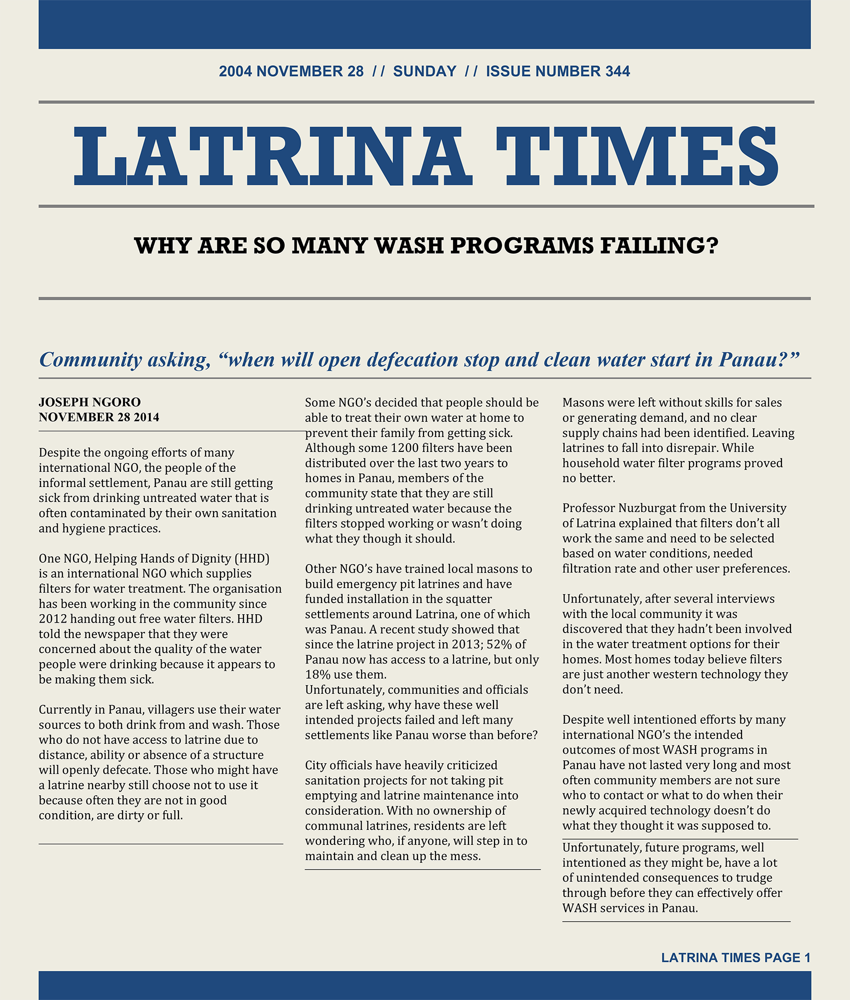 2004 NOVEMBER 28 // SUNDAY // ISSUE NUMBER 344
LATRINA TIMES
WHY ARE SO MANY WASH PROGRAMS FAILING?
Community asking, “when will open defecation stop and clean water start in Panau?”
JOSEPH NGORO
NOVEMBER 28 2014
Despite the ongoing efforts of many
international NGO, the people of the
informal settlement, Panau are still getting
sick from drinking untreated water that is
often contaminated by their own sanitation
and hygiene practices.
One NGO, Helping Hands of Dignity (HHD)
is an international NGO which supplies
filters for water treatment. The organisation
has been working in the community since
2012 handing out free water filters. HHD
told the newspaper that they were
concerned about the quality of the water
people were drinking because it appears to
be making them sick.
Currently in Panau, villagers use their water
sources to both drink from and wash. Those
who do not have access to latrine due to
distance, ability or absence of a structure
will openly defecate. Those who might have
a latrine nearby still choose not to use it
because often they are not in good
condition, are dirty or full.
Some NGO’s decided that people should be
able to treat their own water at home to
prevent their family from getting sick.
Although some 1200 filters have been
distributed over the last two years to
homes in Panau, members of the
community state that they are still
drinking untreated water because the
filters stopped working or wasn’t doing
what they though it should.
Other NGO’s have trained local masons to
build emergency pit latrines and have
funded installation in the squatter
settlements around Latrina, one of which
was Panau. A recent study showed that
since the latrine project in 2013; 52% of
Panau now has access to a latrine, but only
18% use them.
Unfortunately, communities and officials
are left asking, why have these well
intended projects failed and left many
settlements like Panau worse than before?
City officials have heavily criticized
sanitation projects for not taking pit
emptying and latrine maintenance into
consideration. With no ownership of
communal latrines, residents are left
wondering who, if anyone, will step in to
maintain and clean up the mess.
Masons were left without skills for sales
or generating demand, and no clear
supply chains had been identified. Leaving
latrines to fall into disrepair. While
household water filter programs proved
no better.
Professor Nuzburgat from the University
of Latrina explained that filters don’t all
work the same and need to be selected
based on water conditions, needed
filtration rate and other user preferences.
Unfortunately, after several interviews
with the local community it was
discovered that they hadn’t been involved
in the water treatment options for their
homes. Most homes today believe filters
are just another western technology they
don’t need.
Despite well intentioned efforts by many
international NGO’s the intended
outcomes of most WASH programs in
Panau have not lasted very long and most
often community members are not sure
who to contact or what to do when their
newly acquired technology doesn’t do
what they thought it was supposed to.
Unfortunately, future programs, well
intentioned as they might be, have a lot
of unintended consequences to trudge
through before they can effectively offer
WASH services in Panau.
LATRINA TIMES PAGE 1